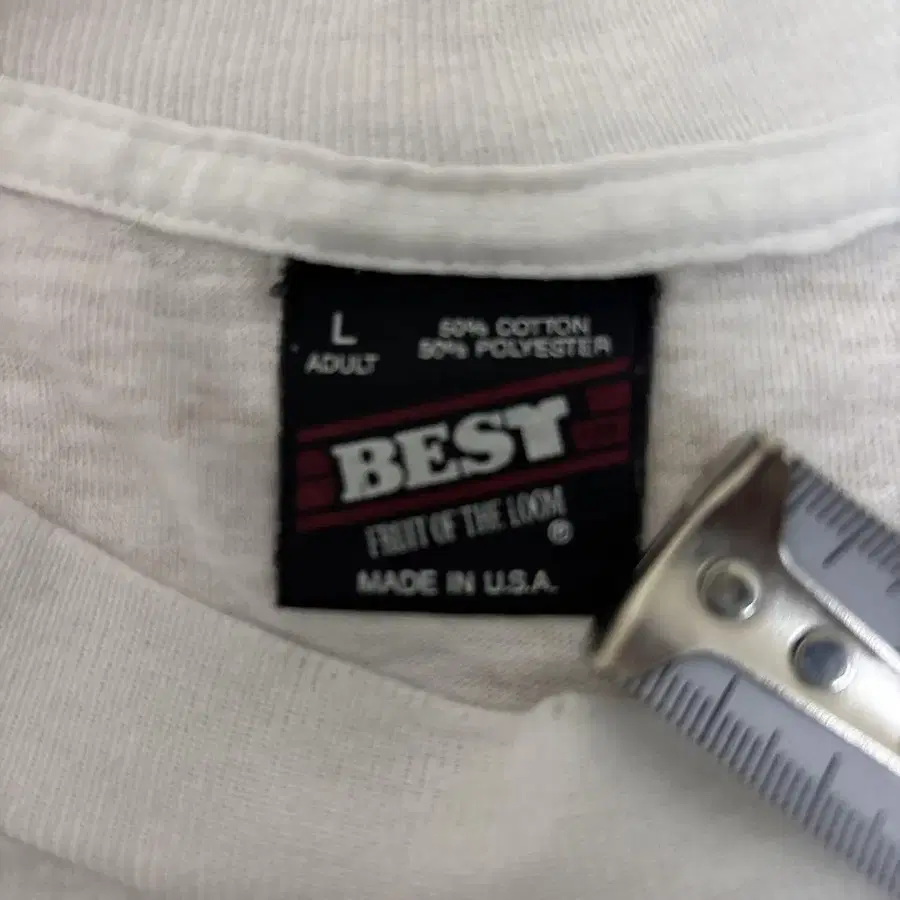 L
ADULT
50% COTTON
50% POLYESTER
BEST
FRUIT OF THE LOOM
®
MADE IN U.S.A.